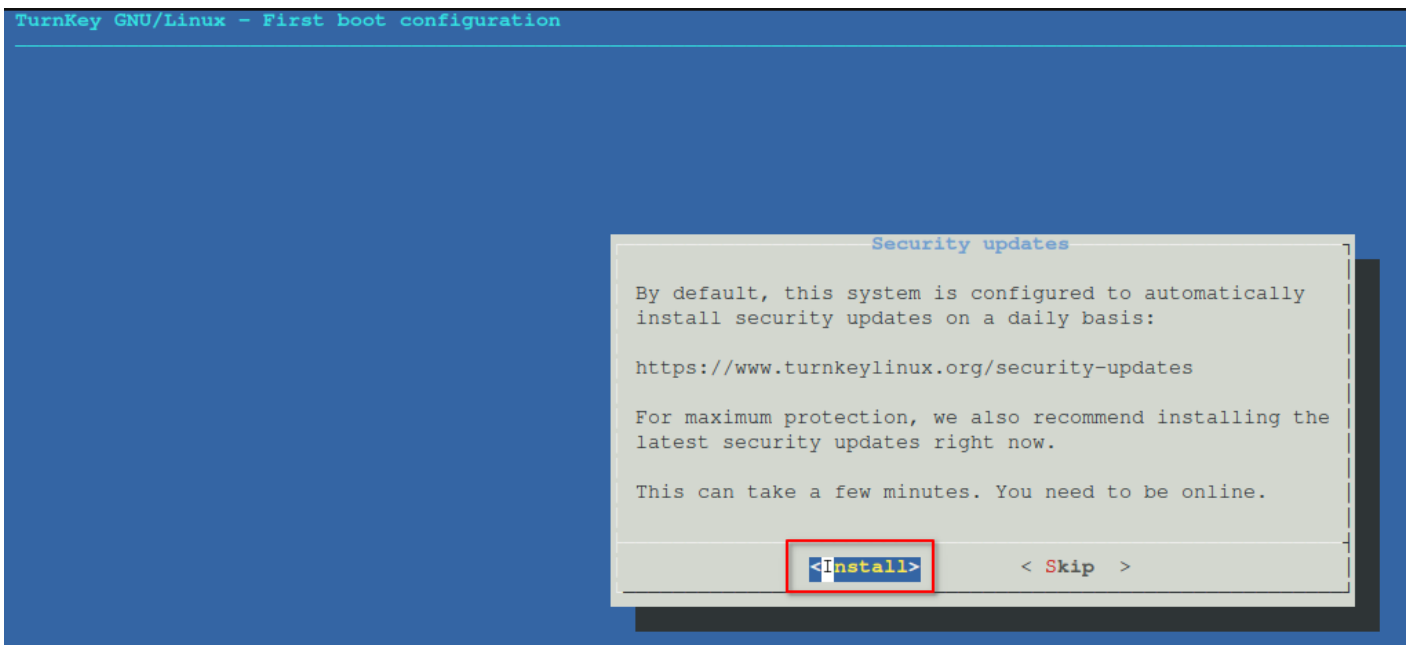 TurnKey GNU/Linux - First boot configuration
Security updates
By default, this system is configured to automatically
install security updates on a daily basis:
https://www.turnkeylinux.org/security-updates
For maximum protection, we also recommend installing the
latest security updates right now.
This can take a few minutes. You need to be online.
<Install> < Skip >